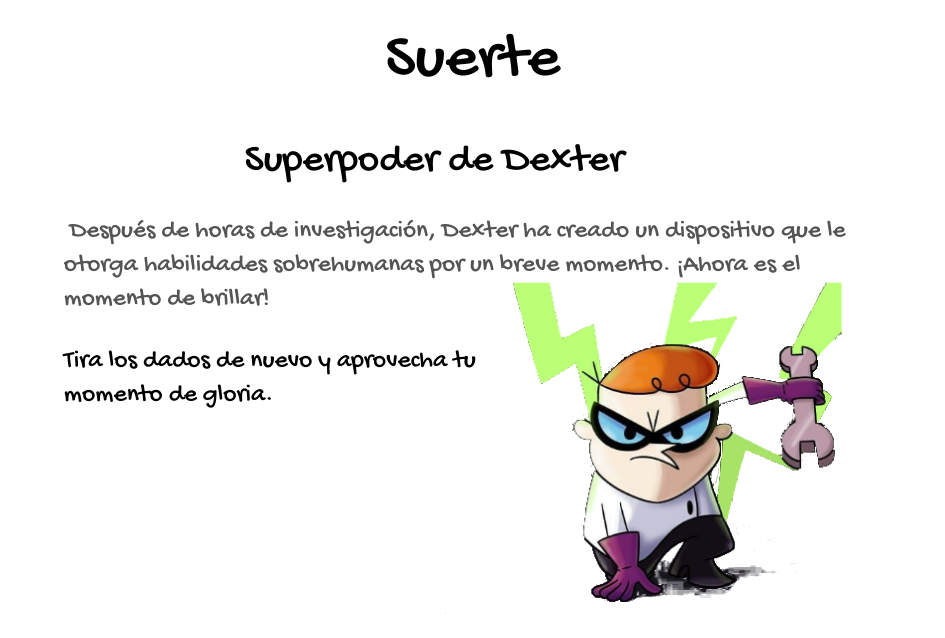 Suerte
Superpoder de Dexter
Después de horas de investigación, Dexter ha creado un dispositivo que le
otorga habilidades sobrehumanas por un breve momento. ¡Ahora es el
momento de brillar!
Tira los dados de nuevo y aprovecha tu
momento de gloria.